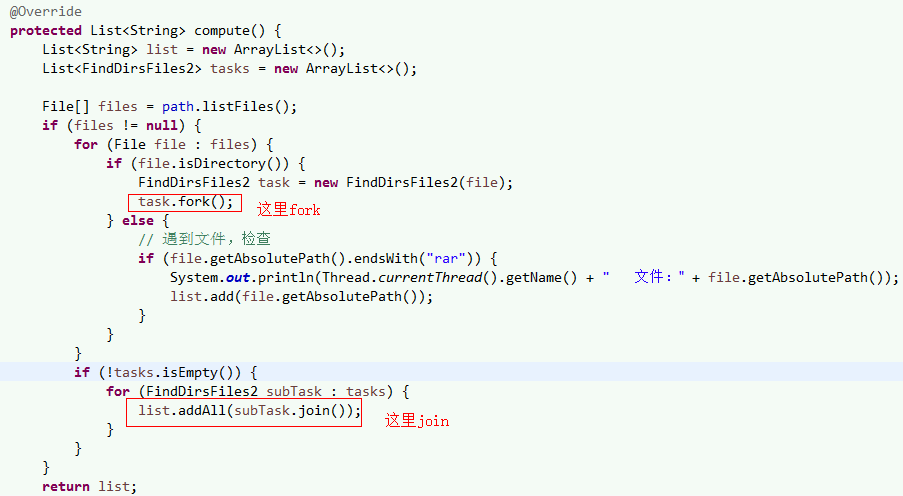 @Override
protected List<String> compute() {
List<String> list = new ArrayList<>();
List<FindDirsFiles2> tasks = new ArrayList<>();
File[] files = path.listFiles();
if (files != null) {
for (File file : files) {
if (file.isDirectory()) {
FindDirsFiles2 task = new FindDirsFiles2(file);
task.fork(); 这里fork
} else {
// 遇到文件，检查
if (file.getAbsolutePath().endsWith("rar")) {
System.out.println(Thread.currentThread().getName() + "   文件：" + file.getAbsolutePath());
list.add(file.getAbsolutePath());
}
}
}
if (!tasks.isEmpty()) {
for (FindDirsFiles2 subTask : tasks) {
list.addAll(subTask.join()); 这里join
}
}
}
return list;